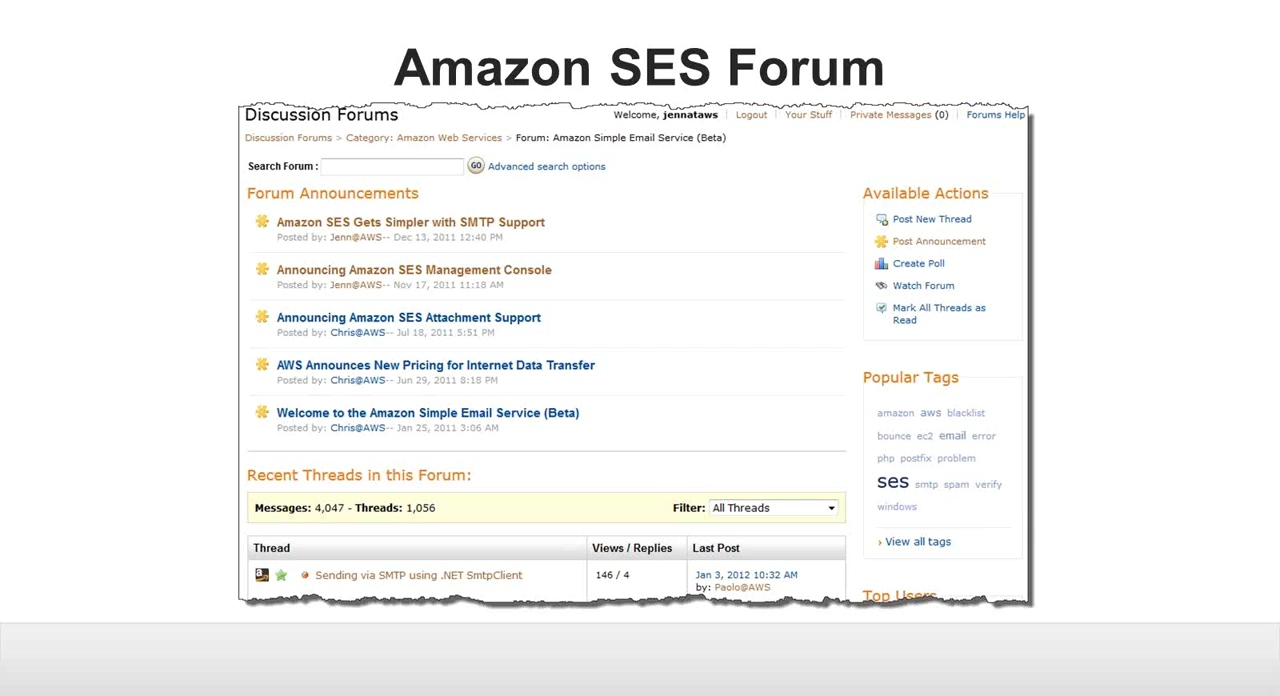 Amazon SES Forum
Discussion Forums
Welcome, jennataws | Logout | Your Stuff | Private Messages (0) | Forums Help
Discussion Forums > Category: Amazon Web Services > Forum: Amazon Simple Email Service (Beta)
Search Forum : GO Advanced search options
Forum Announcements
Amazon SES Gets Simpler with SMTP Support
Posted by: Jenn@AWS-- Dec 13, 2011 12:40 PM
Announcing Amazon SES Management Console
Posted by: Jenn@AWS-- Nov 17, 2011 11:18 AM
Announcing Amazon SES Attachment Support
Posted by: Chris@AWS-- Jul 18, 2011 5:51 PM
AWS Announces New Pricing for Internet Data Transfer
Posted by: Chris@AWS-- Jun 29, 2011 8:18 PM
Welcome to the Amazon Simple Email Service (Beta)
Posted by: Chris@AWS-- Jan 25, 2011 3:06 AM
Recent Threads in this Forum:
Messages: 4,047 - Threads: 1,056
Filter: All Threads
Thread Views / Replies Last Post
Sending via SMTP using .NET SmtpClient 146 / 4 Jan 3, 2012 10:32 AM
by: Paolo@AWS
Available Actions
Post New Thread
Post Announcement
Create Poll
Watch Forum
Mark All Threads as
Read
Popular Tags
amazon aws blacklist
bounce ec2 email error
php postfix problem
ses smtp spam verify
windows
› View all tags
Top Users